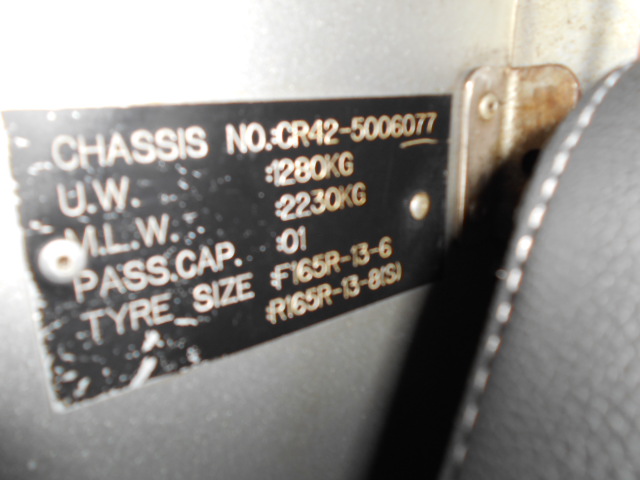 CHASSIS NO.:CR42-5006077
U.W. :1280KG
M.L.W. :2230KG
PASS.CAP. :01
TYRE SIZE :F165R-13-6
:R165R-13-8(S)